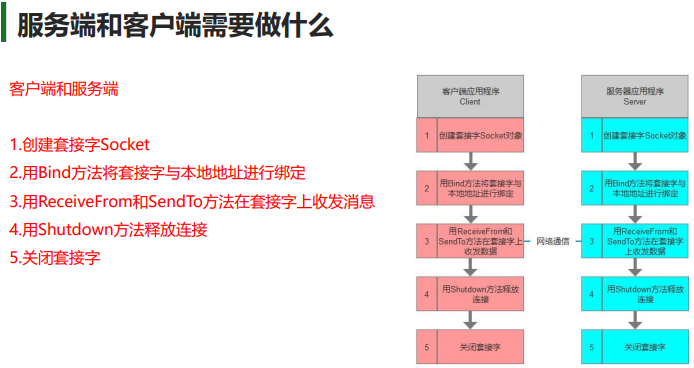 服务端和客户端需要做什么
客户端和服务端
1.创建套接字Socket
2.用Bind方法将套接字与本地地址进行绑定
3.用ReceiveFrom和SendTo方法在套接字上收发消息
4.用Shutdown方法释放连接
5.关闭套接字
客户端应用程序
Client
1 创建套接字Socket对象
2 用Bind方法将套接字与
本地地址进行绑定
3 用ReceiveFrom和
SendTo方法在套接字上
收发数据
4 用Shutdown方法释放
连接
5 关闭套接字
网络通信
服务器应用程序
Server
1 创建套接字Socket对象
2 用Bind方法将套接字与
本地地址进行绑定
3 用ReceiveFrom和
SendTo方法在套接字
上收发数据
4 用Shutdown方法释放
连接
5 关闭套接字